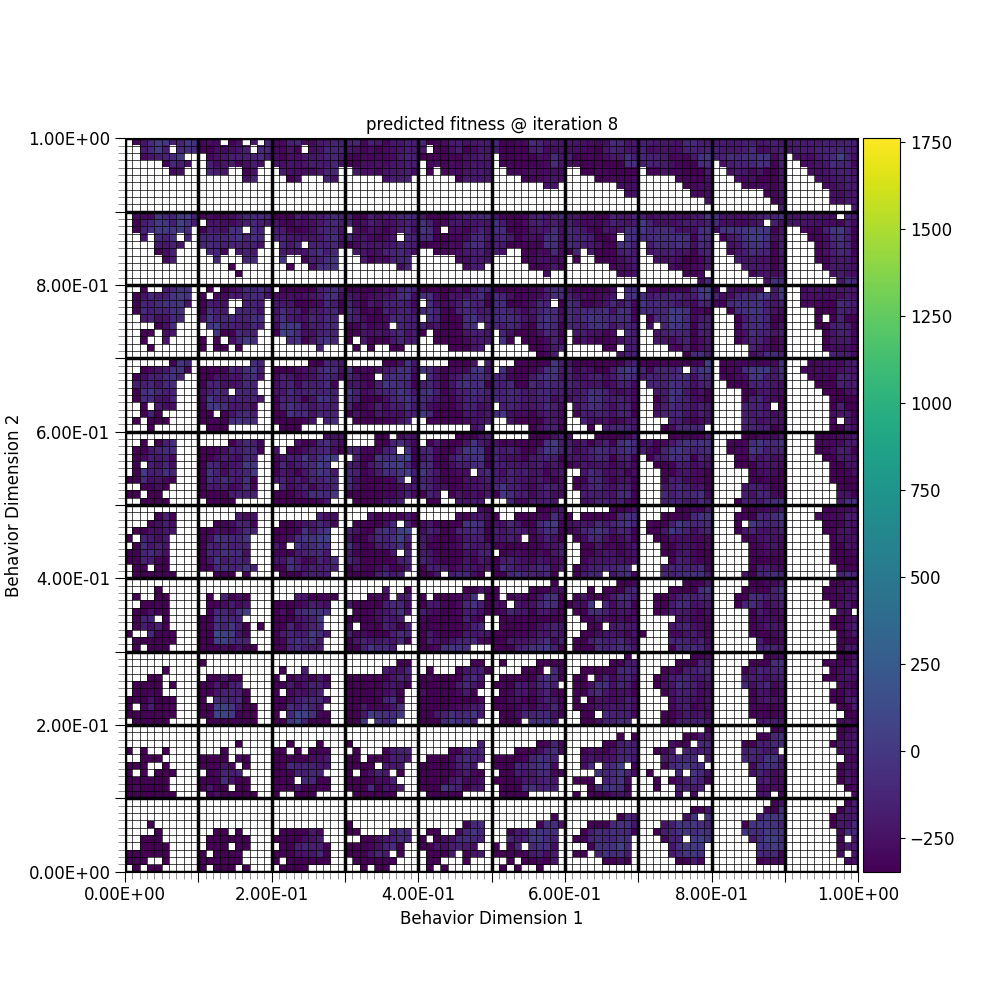 predicted fitness @ iteration 8
1.00E+00
8.00E-01
6.00E-01
4.00E-01
2.00E-01
0.00E+00
Behavior Dimension 2
0.00E+00 2.00E-01 4.00E-01 6.00E-01 8.00E-01 1.00E+00
Behavior Dimension 1
1750
1500
1250
1000
750
500
250
0
−250